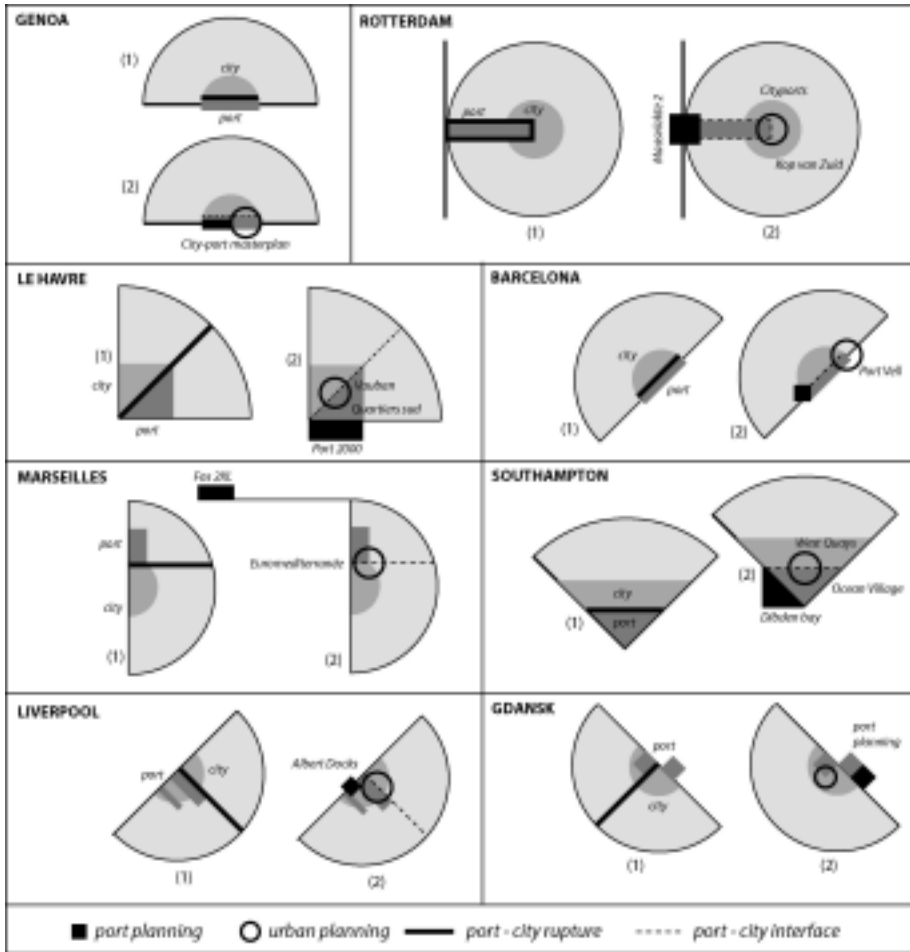 GENOA
(1)
city
port
(2)
City-port masterplan
ROTTERDAM
port
city
(1)
Maasvlakte 2
Cityports
Kop van Zuid
(2)
LE HAVRE
(1)
city
port
(2)
Vauban
Quartiers sud
Port 2000
BARCELONA
city
port
(1)
Port Vell
(2)
MARSEILLES
port
city
(1)
Fos 2XL
Euromediterranée
(2)
SOUTHAMPTON
city
(1)
port
West Quays
(2)
Ocean Village
Dibden bay
LIVERPOOL
port
city
(1)
Albert Docks
(2)
GDANSK
port
city
(1)
port
planning
(2)
port planning
urban planning
port - city rupture
port - city interface